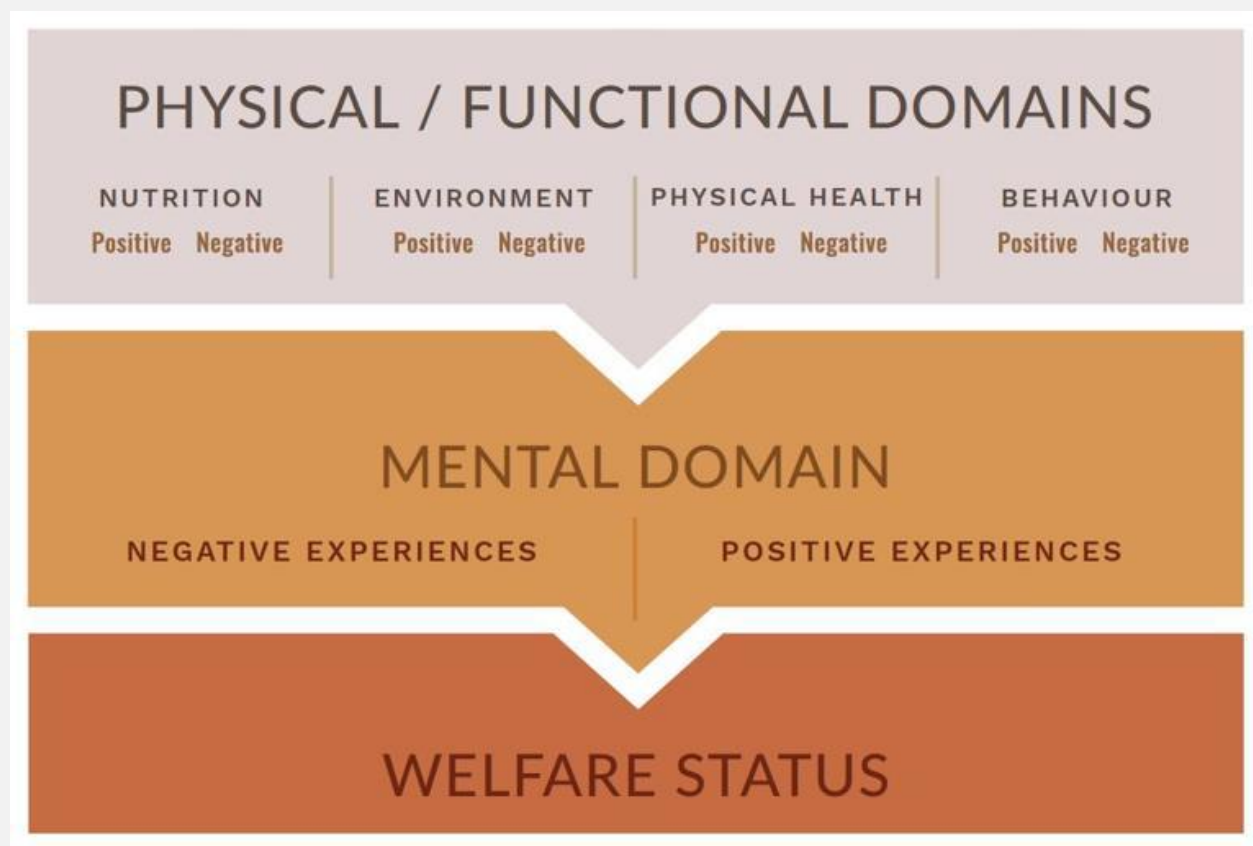 PHYSICAL / FUNCTIONAL DOMAINS
NUTRITION ENVIRONMENT PHYSICAL HEALTH BEHAVIOUR
Positive Negative Positive Negative Positive Negative Positive Negative
MENTAL DOMAIN
NEGATIVE EXPERIENCES POSITIVE EXPERIENCES
WELFARE STATUS